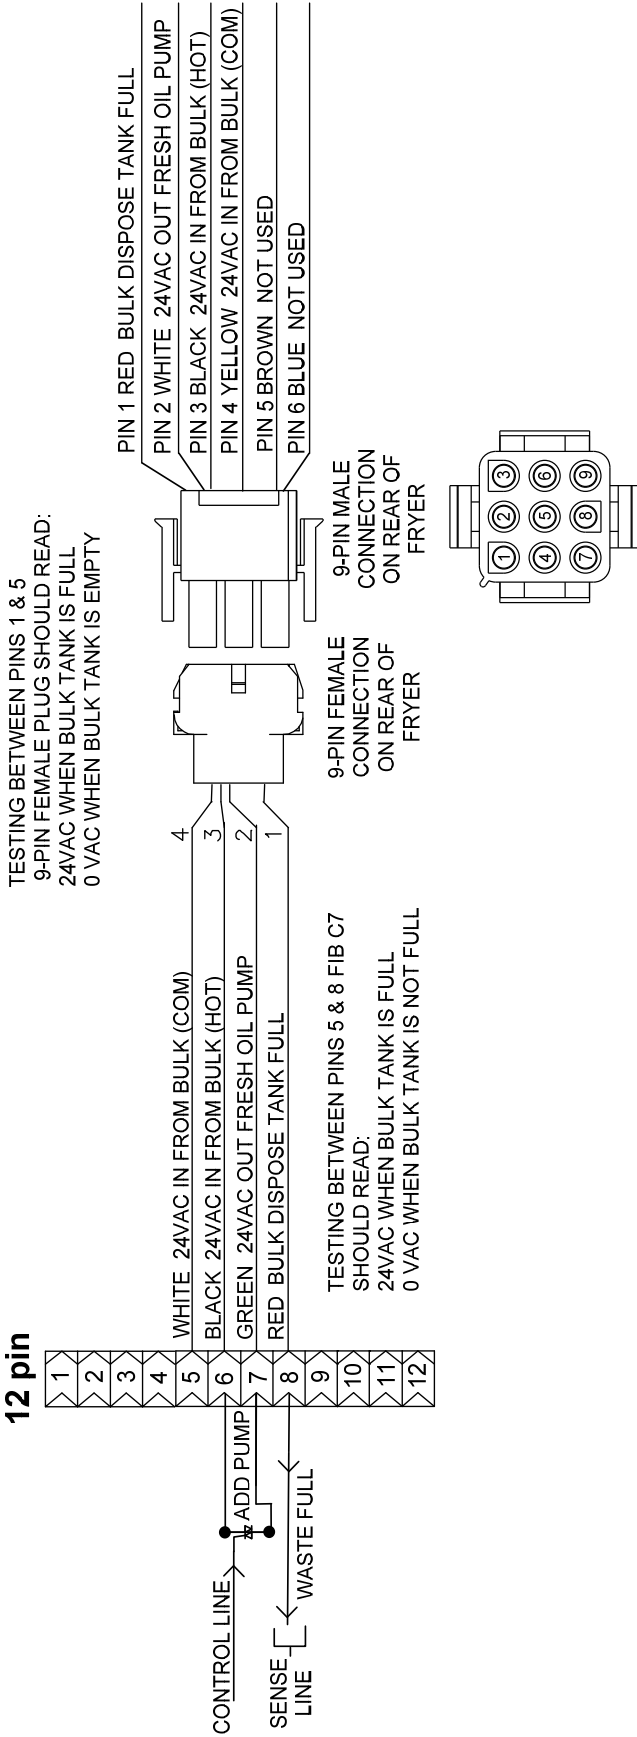 12 pin
1
2
3
4
5
6
7
8
9
10
11
12
CONTROL LINE
ADD PUMP
SENSE
LINE
WASTE FULL
WHITE 24VAC IN FROM BULK (COM)
BLACK 24VAC IN FROM BULK (HOT)
GREEN 24VAC OUT FRESH OIL PUMP
RED BULK DISPOSE TANK FULL
4
3
2
1
TESTING BETWEEN PINS 5 & 8 FIB C7
SHOULD READ:
24VAC WHEN BULK TANK IS FULL
0 VAC WHEN BULK TANK IS NOT FULL
TESTING BETWEEN PINS 1 & 5
9-PIN FEMALE PLUG SHOULD READ:
24VAC WHEN BULK TANK IS FULL
0 VAC WHEN BULK TANK IS EMPTY
9-PIN FEMALE
CONNECTION
ON REAR OF
FRYER
9-PIN MALE
CONNECTION
ON REAR OF
FRYER
PIN 1 RED BULK DISPOSE TANK FULL
PIN 2 WHITE 24VAC OUT FRESH OIL PUMP
PIN 3 BLACK 24VAC IN FROM BULK (HOT)
PIN 4 YELLOW 24VAC IN FROM BULK (COM)
PIN 5 BROWN NOT USED
PIN 6 BLUE NOT USED
1 2 3
4 5 6
7 8 9